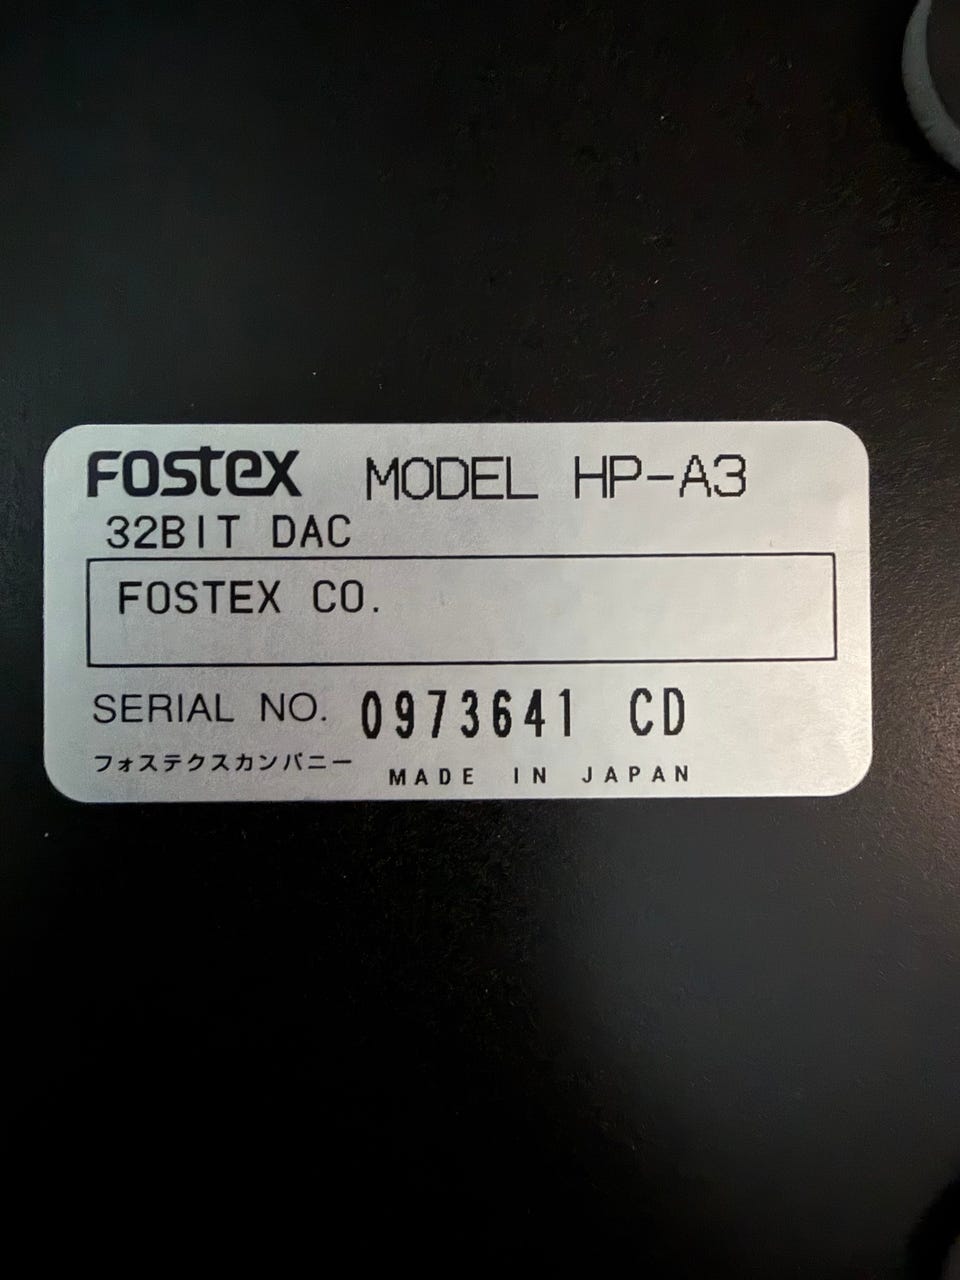 Fostex MODEL HP-A3
32BIT DAC
FOSTEX CO.
SERIAL NO. 0973641 CD
フォステクスカンパニー MADE IN JAPAN